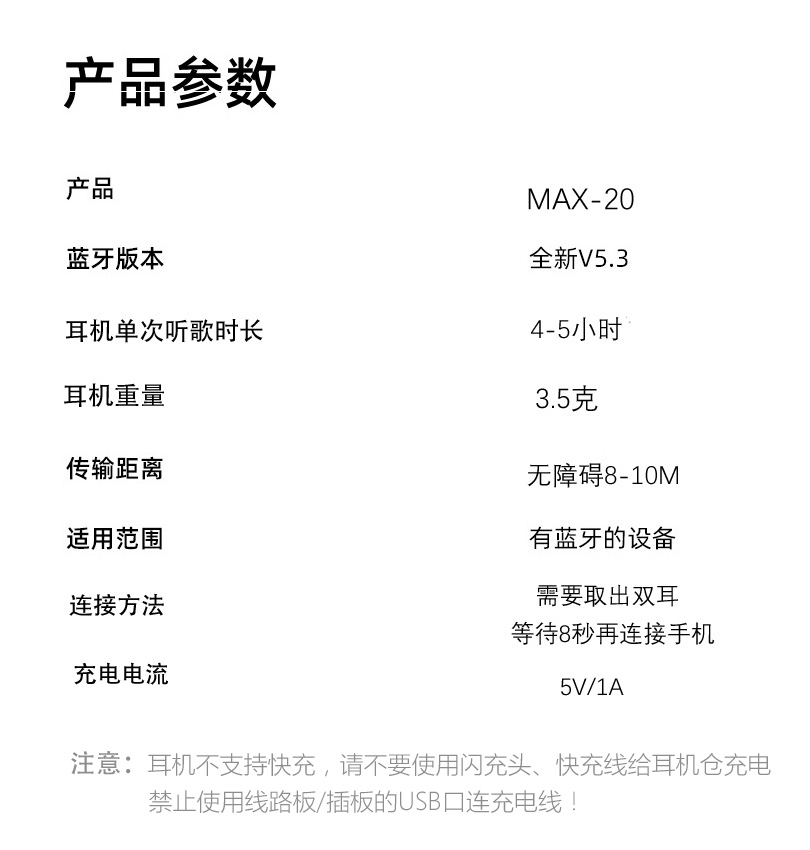 产品参数
产品 MAX-20
蓝牙版本 全新V5.3
耳机单次听歌时长 4-5小时
耳机重量 3.5克
传输距离 无障碍8-10M
适用范围 有蓝牙的设备
连接方法 需要取出双耳
等待8秒再连接手机
充电电流 5V/1A
注意：耳机不支持快充，请不要使用闪充头、快充线给耳机仓充电
禁止使用线路板/插板的USB口连充电线！